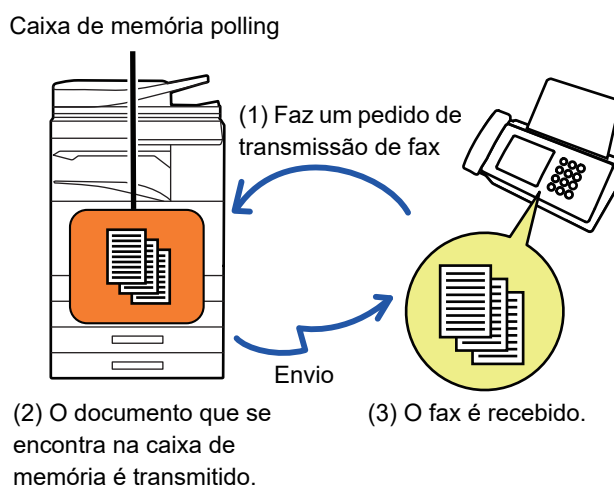 Caixa de memória polling
(1) Faz um pedido de
transmissão de fax
Envio
(2) O documento que se
encontra na caixa de
memória é transmitido.
(3) O fax é recebido.